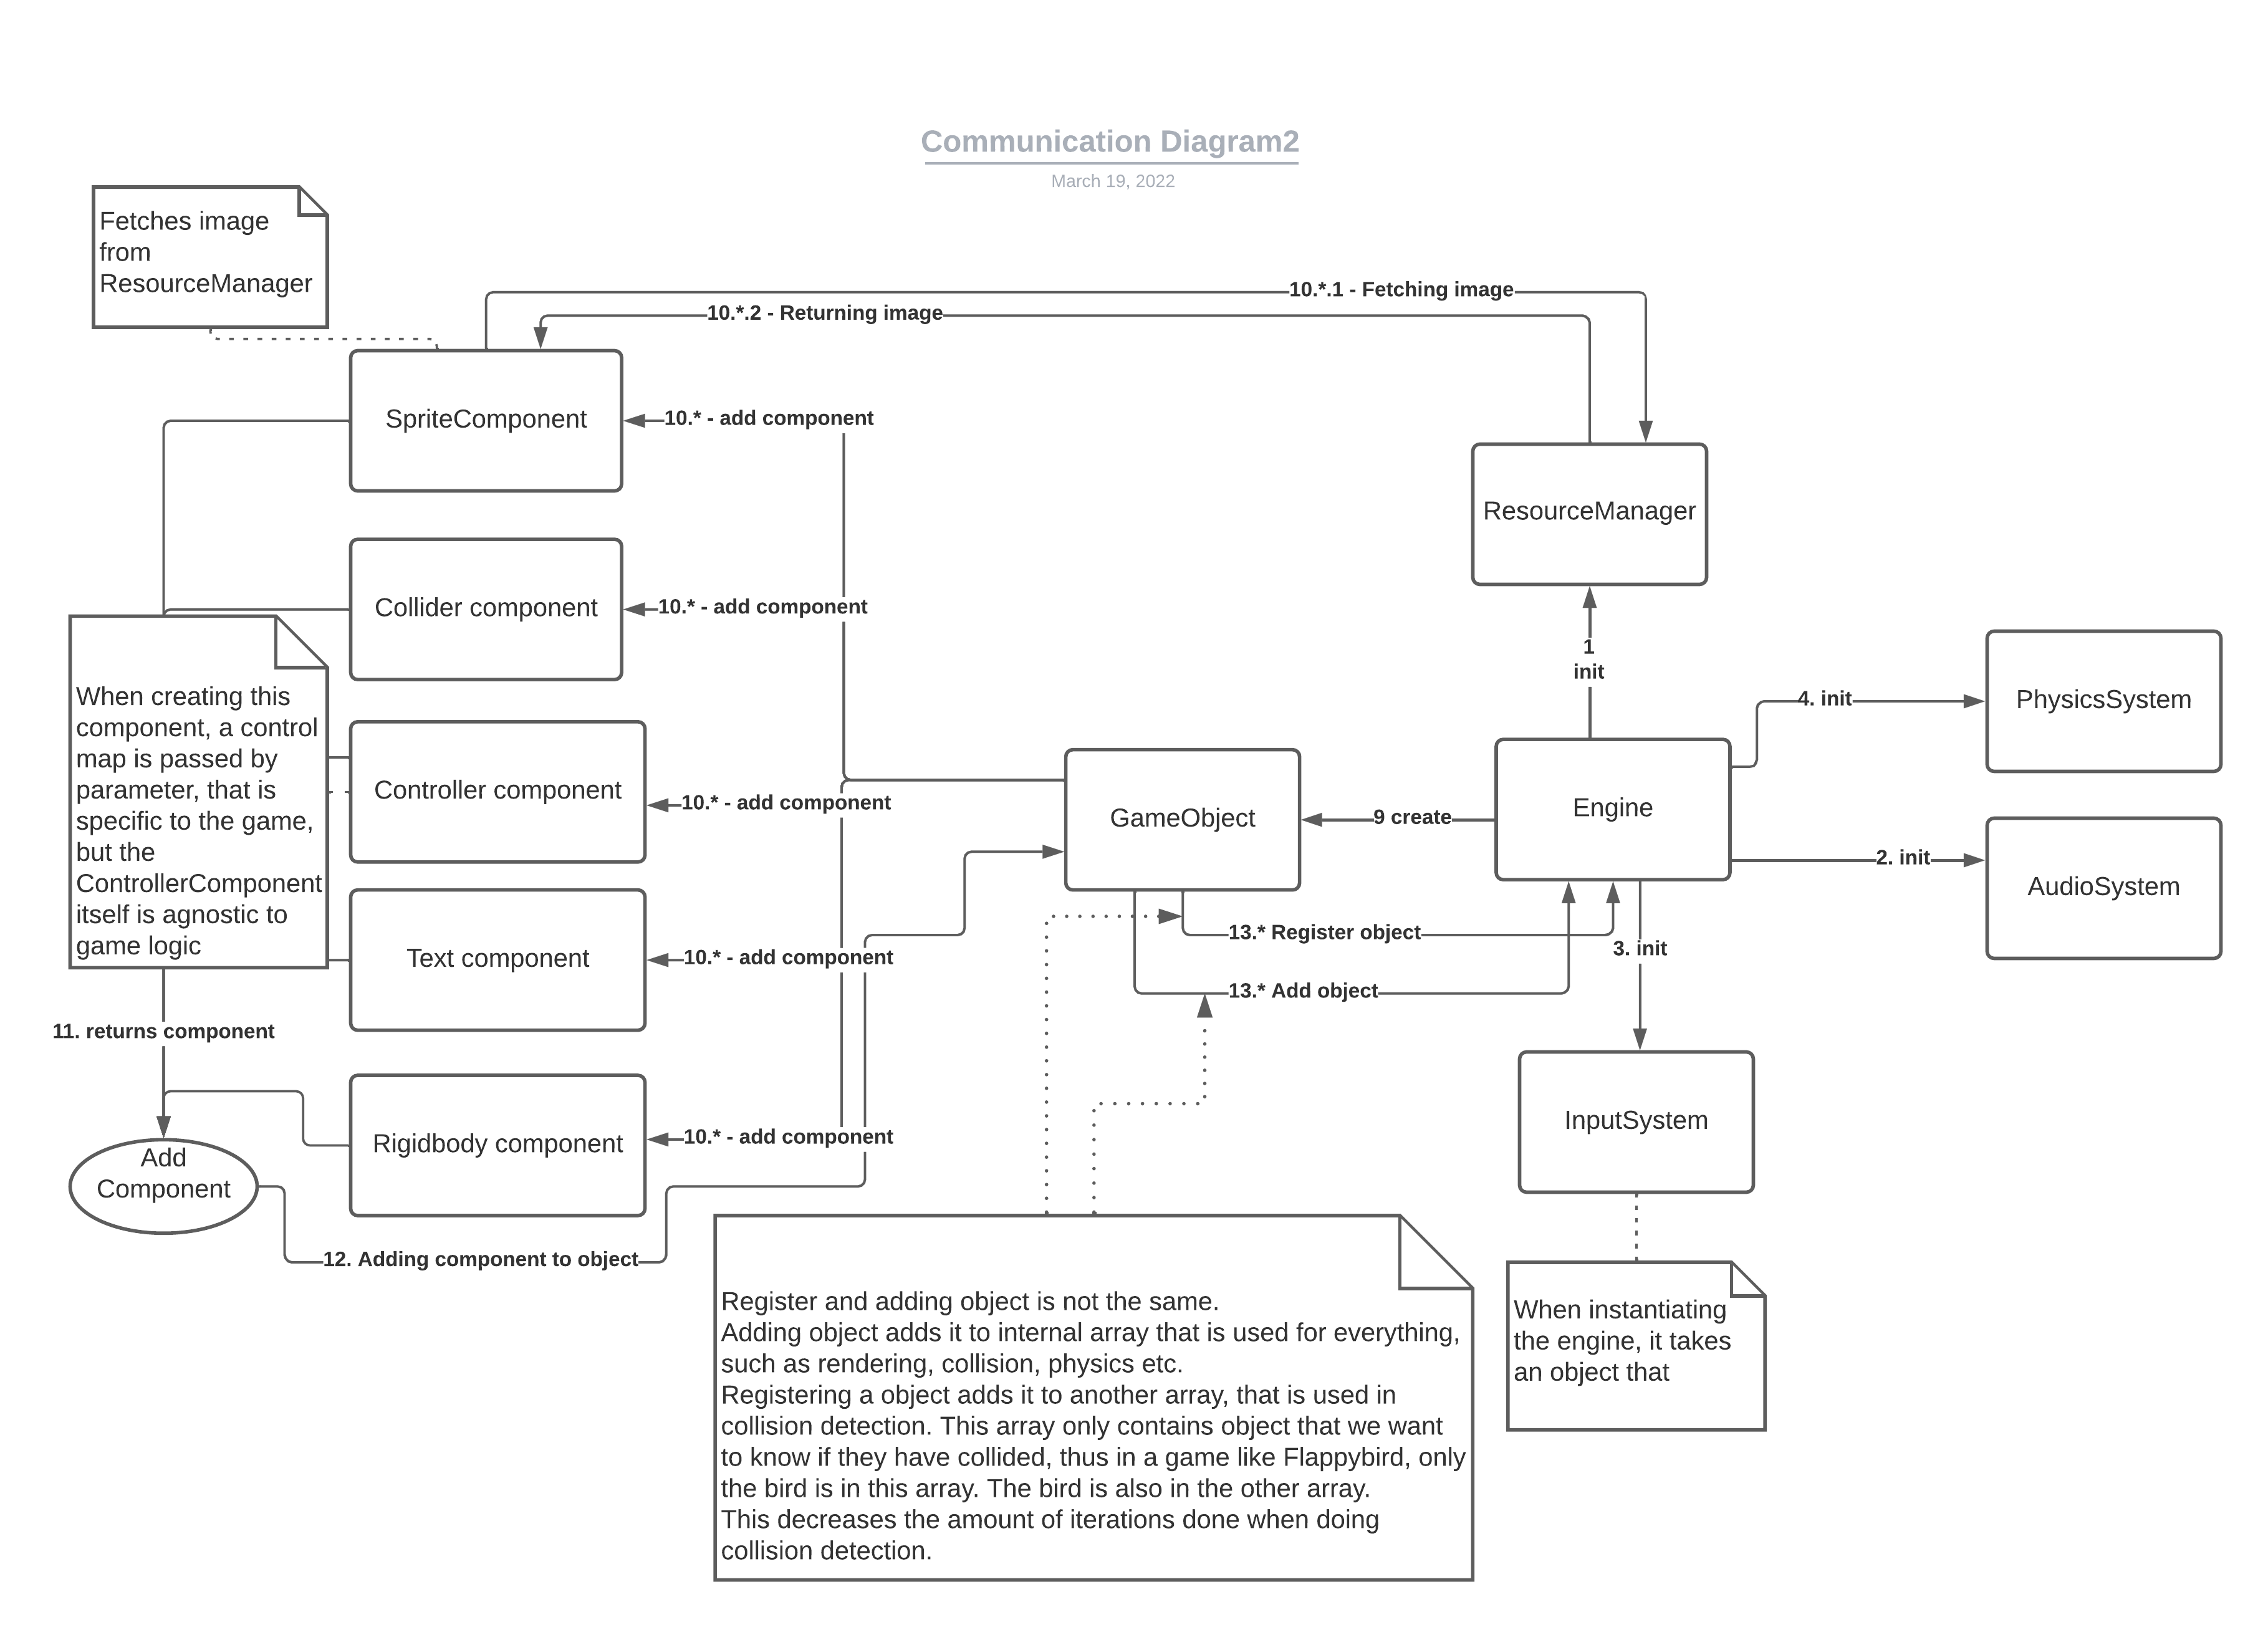 Communication Diagram2
March 19, 2022
Fetches image
from
ResourceManager
10.*.1 - Fetching image
10.*.2 - Returning image
SpriteComponent
10.* - add component
ResourceManager
Collider component
10.* - add component
1
init
When creating this
component, a control
map is passed by
parameter, that is
specific to the game,
but the
ControllerComponent
itself is agnostic to
game logic
4. init
PhysicsSystem
Controller component
10.* - add component
GameObject
9 create
Engine
2. init
AudioSystem
13.* Register object
3. init
Text component
10.* - add component
13.* Add object
11. returns component
InputSystem
Rigidbody component
10.* - add component
Add
Component
12. Adding component to object
Register and adding object is not the same.
Adding object adds it to internal array that is used for everything,
such as rendering, collision, physics etc.
Registering a object adds it to another array, that is used in
collision detection. This array only contains object that we want
to know if they have collided, thus in a game like Flappybird, only
the bird is in this array. The bird is also in the other array.
This decreases the amount of iterations done when doing
collision detection.
When instantiating
the engine, it takes
an object that